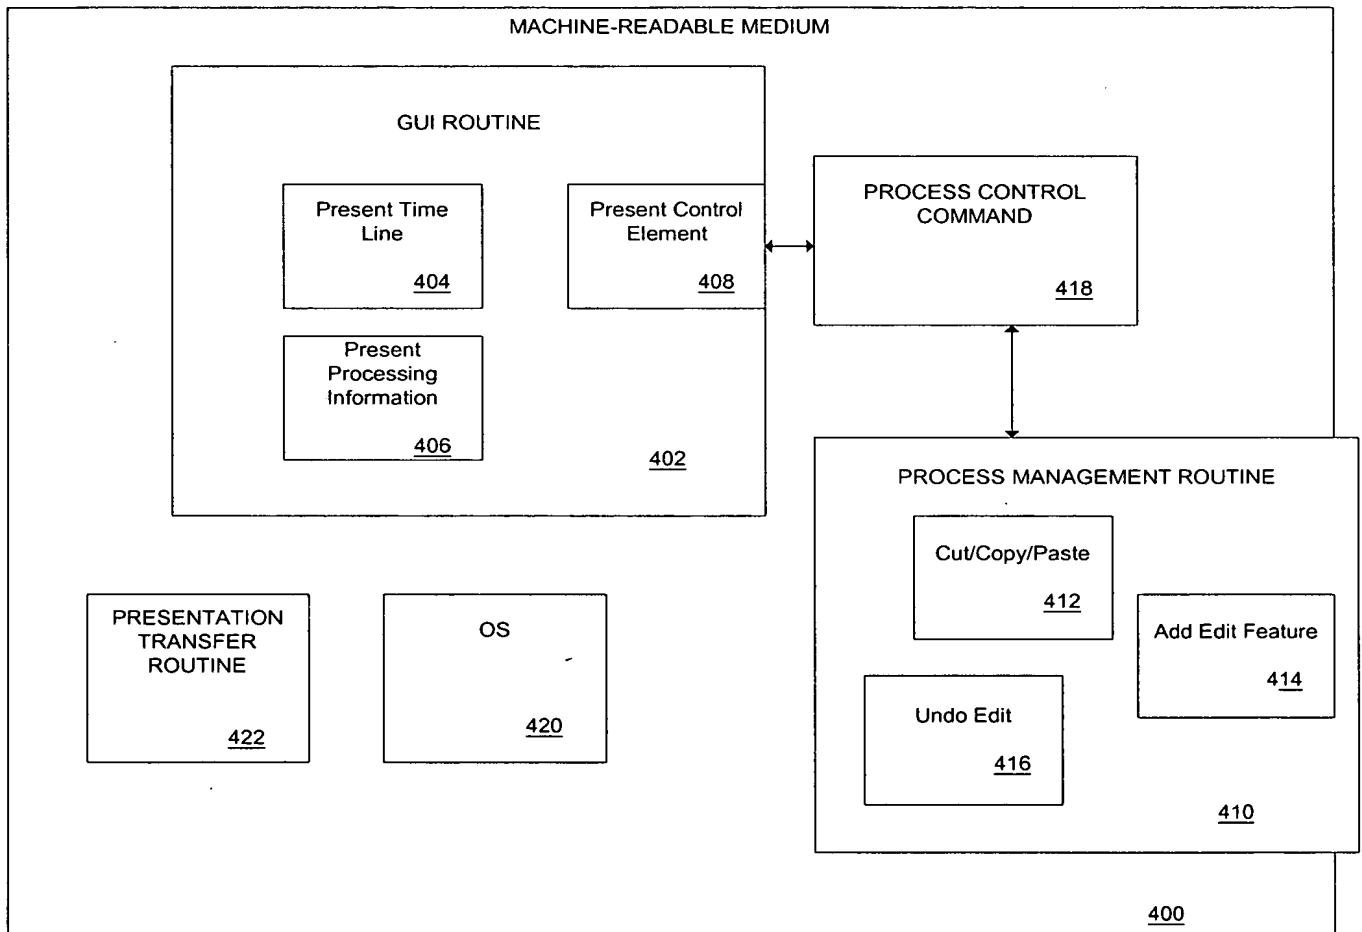 MACHINE-READABLE MEDIUM
GUI ROUTINE
Present Time
Line
404
Present Control
Element
408
Present
Processing
Information
406
402
PROCESS CONTROL
COMMAND
418
PROCESS MANAGEMENT ROUTINE
Cut/Copy/Paste
412
Add Edit Feature
414
Undo Edit
416
410
PRESENTATION
TRANSFER
ROUTINE
422
OS
420
400